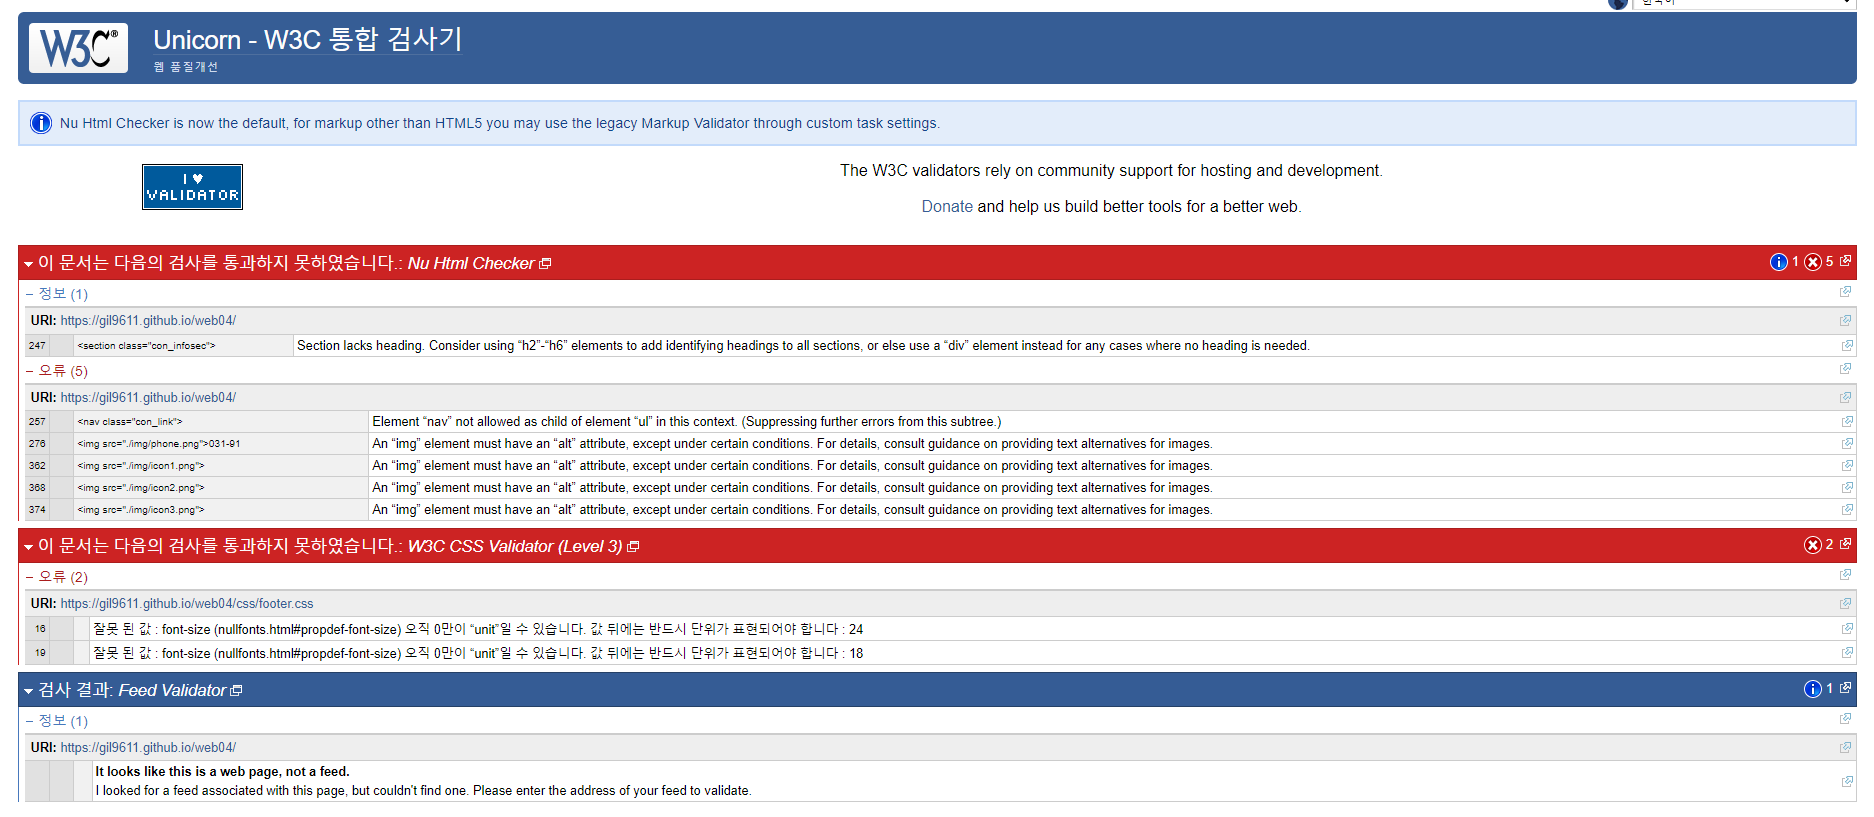 한국어
W3C®
Unicorn - W3C 통합 검사기
웹 품질개선
Nu Html Checker is now the default, for markup other than HTML5 you may use the legacy Markup Validator through custom task settings.
I ♥
VALIDATOR
The W3C validators rely on community support for hosting and development.
Donate and help us build better tools for a better web.
이 문서는 다음의 검사를 통과하지 못하였습니다.: Nu Html Checker 1 5
– 정보 (1)
URI: https://gil9611.github.io/web04/
247 <section class="con_infosec"> Section lacks heading. Consider using “h2”-“h6” elements to add identifying headings to all sections, or else use a “div” element instead for any cases where no heading is needed.
– 오류 (5)
URI: https://gil9611.github.io/web04/
257 <nav class="con_link"> Element “nav” not allowed as child of element “ul” in this context. (Suppressing further errors from this subtree.)
276 <img src="./img/phone.png">031-91 An “img” element must have an “alt” attribute, except under certain conditions. For details, consult guidance on providing text alternatives for images.
362 <img src="./img/icon1.png"> An “img” element must have an “alt” attribute, except under certain conditions. For details, consult guidance on providing text alternatives for images.
368 <img src="./img/icon2.png"> An “img” element must have an “alt” attribute, except under certain conditions. For details, consult guidance on providing text alternatives for images.
374 <img src="./img/icon3.png"> An “img” element must have an “alt” attribute, except under certain conditions. For details, consult guidance on providing text alternatives for images.
이 문서는 다음의 검사를 통과하지 못하였습니다.: W3C CSS Validator (Level 3) 2
– 오류 (2)
URI: https://gil9611.github.io/web04/css/footer.css
16 잘못 된 값 : font-size (nullfonts.html#propdef-font-size) 오직 0만이 “unit”일 수 있습니다. 값 뒤에는 반드시 단위가 표현되어야 합니다 : 24
19 잘못 된 값 : font-size (nullfonts.html#propdef-font-size) 오직 0만이 “unit”일 수 있습니다. 값 뒤에는 반드시 단위가 표현되어야 합니다 : 18
검사 결과: Feed Validator 1
– 정보 (1)
URI: https://gil9611.github.io/web04/
It looks like this is a web page, not a feed.
I looked for a feed associated with this page, but couldn't find one. Please enter the address of your feed to validate.